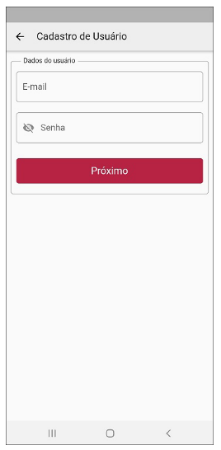 Cadastro de Usuário
Dados do usuário
E-mail
Senha
Próximo